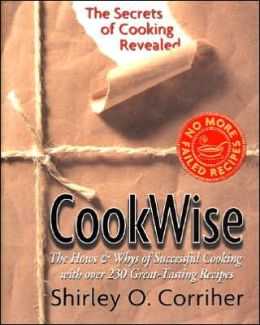 The Secrets
of Cooking
Revealed
NO MORE
FAILED RECIPES
CookWise
The Hows & Whys of Successful Cooking
with over 230 Great-Tasting Recipes
Shirley O. Corriher